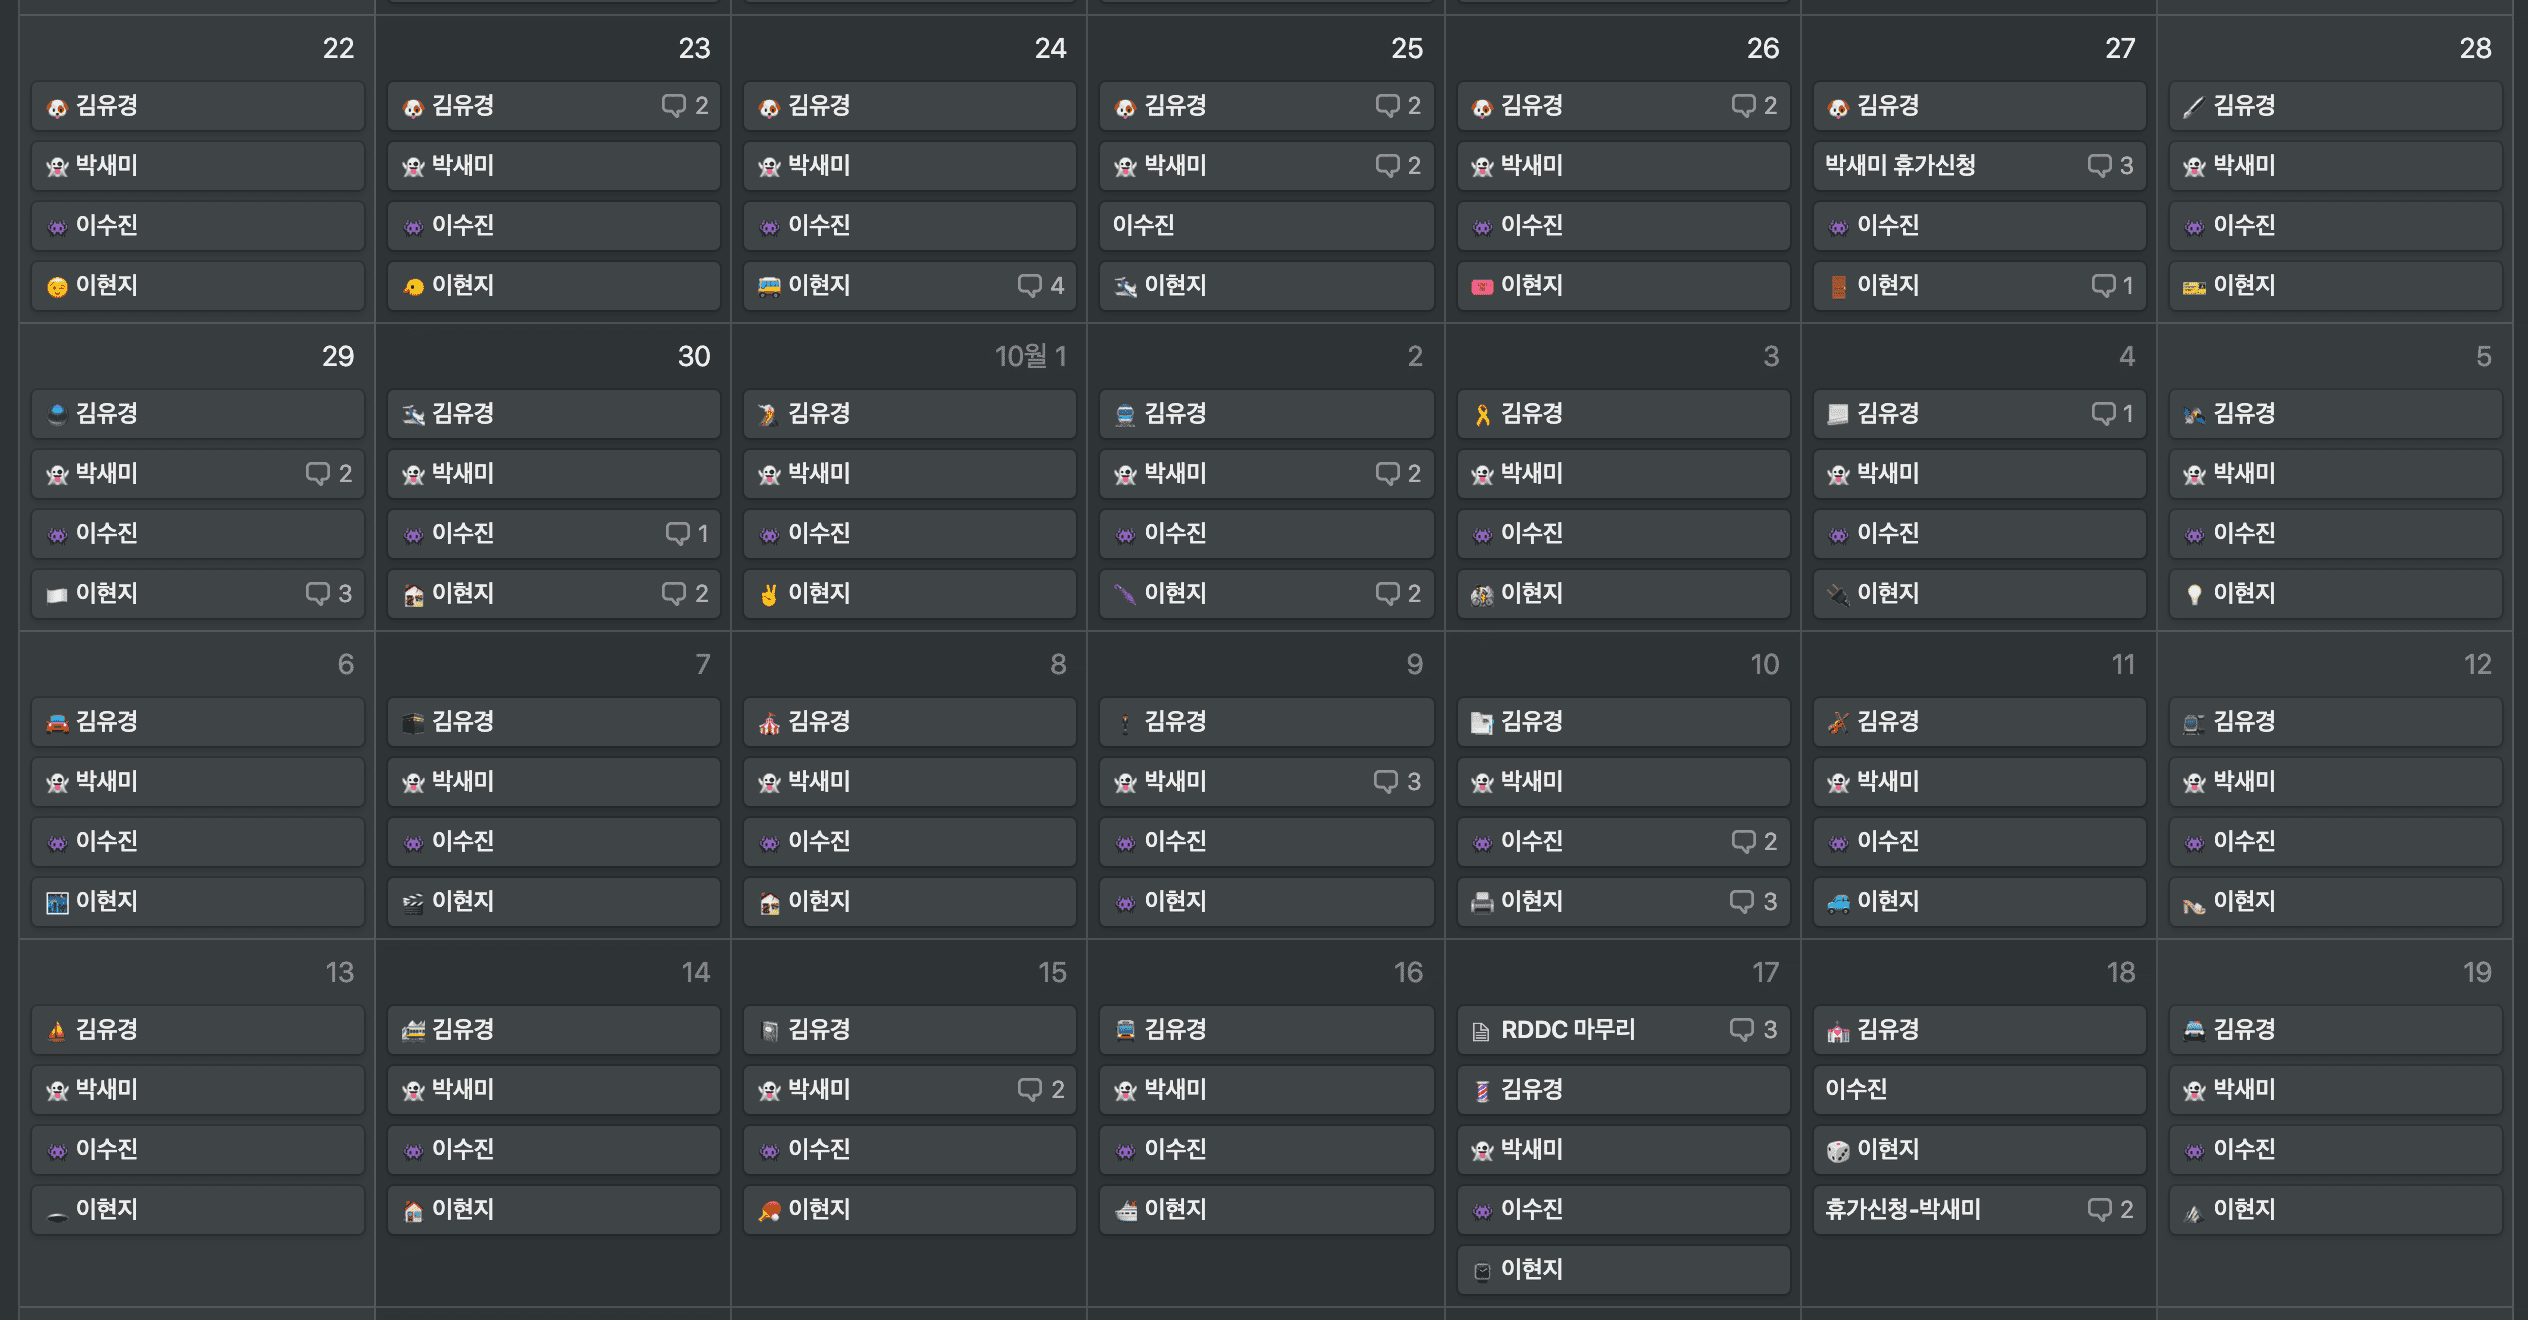 22 23 24 25 26 27 28
김유경 김유경 2 김유경 김유경 2 김유경 2 김유경 김유경
박새미 박새미 박새미 박새미 2 박새미 박새미 휴가신청 3 박새미
이수진 이수진 이수진 이수진 이수진 이수진 이수진
이현지 이현지 이현지 4 이현지 이현지 이현지 1 이현지
29 30 10월 1 2 3 4 5
김유경 김유경 김유경 김유경 김유경 김유경 1 김유경
박새미 2 박새미 박새미 박새미 2 박새미 박새미 박새미
이수진 이수진 1 이수진 이수진 이수진 이수진 이수진
이현지 3 이현지 2 이현지 이현지 2 이현지 이현지 이현지
6 7 8 9 10 11 12
김유경 김유경 김유경 김유경 김유경 김유경 김유경
박새미 박새미 박새미 박새미 3 박새미 박새미 박새미
이수진 이수진 이수진 이수진 이수진 2 이수진 이수진
이현지 이현지 이현지 이현지 이현지 3 이현지 이현지
13 14 15 16 17 18 19
김유경 김유경 김유경 김유경 RDDC 마무리 3 김유경 김유경
박새미 박새미 박새미 2 박새미 김유경 이수진 박새미
이수진 이수진 이수진 이수진 박새미 이현지 이수진
이현지 이현지 이현지 이현지 이수진 휴가신청-박새미 2 이현지
이현지